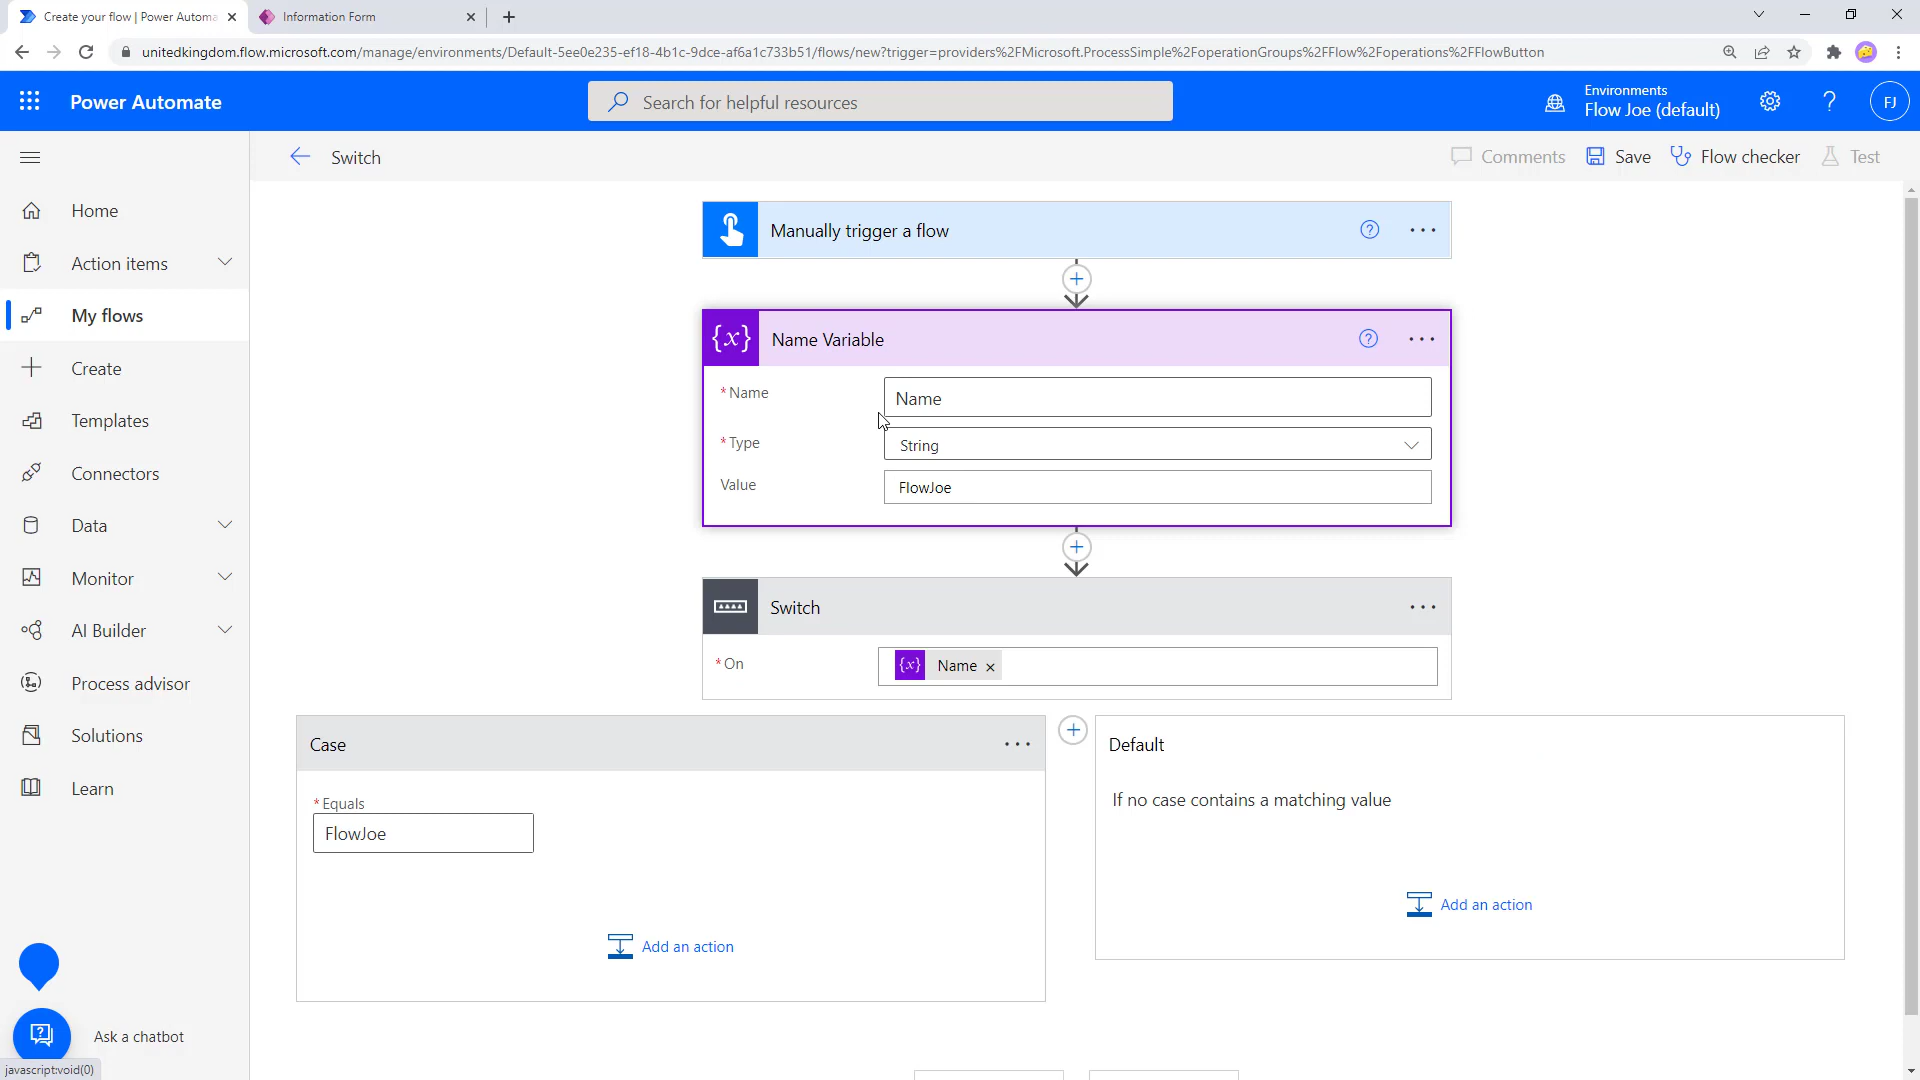 Create your flow | Power Automa
Information Form
unitedkingdom.flow.microsoft.com/manage/environments/Default-5ee0e235-ef18-4b1c-9dce-af6a1c733b51/flows/new?trigger=providers%2FMicrosoft.ProcessSimple%2FoperationGroups%2FFlow%2Foperations%2FFlowButton
Power Automate
Search for helpful resources
Environments
Flow Joe (default)
?
FJ
Switch
Comments
Save
Flow checker
Test
Home
Action items
My flows
Create
Templates
Connectors
Data
Monitor
AI Builder
Process advisor
Solutions
Learn
Ask a chatbot
javascript:void(0)
Manually trigger a flow
?
{x} Name Variable
?
* Name
Name
* Type
String
Value
FlowJoe
Switch
* On
{x} Name
Case
* Equals
FlowJoe
Add an action
Default
If no case contains a matching value
Add an action